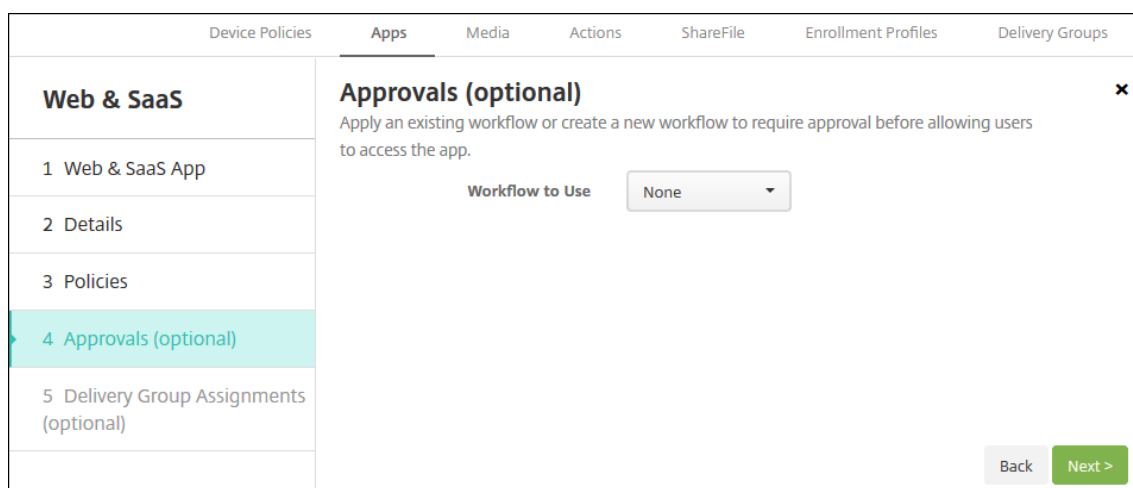 Device Policies Apps Media Actions ShareFile Enrollment Profiles Delivery Groups
Web & SaaS
1 Web & SaaS App
2 Details
3 Policies
4 Approvals (optional)
5 Delivery Group Assignments
(optional)
Approvals (optional)
Apply an existing workflow or create a new workflow to require approval before allowing users
to access the app.
Workflow to Use None
Back Next >